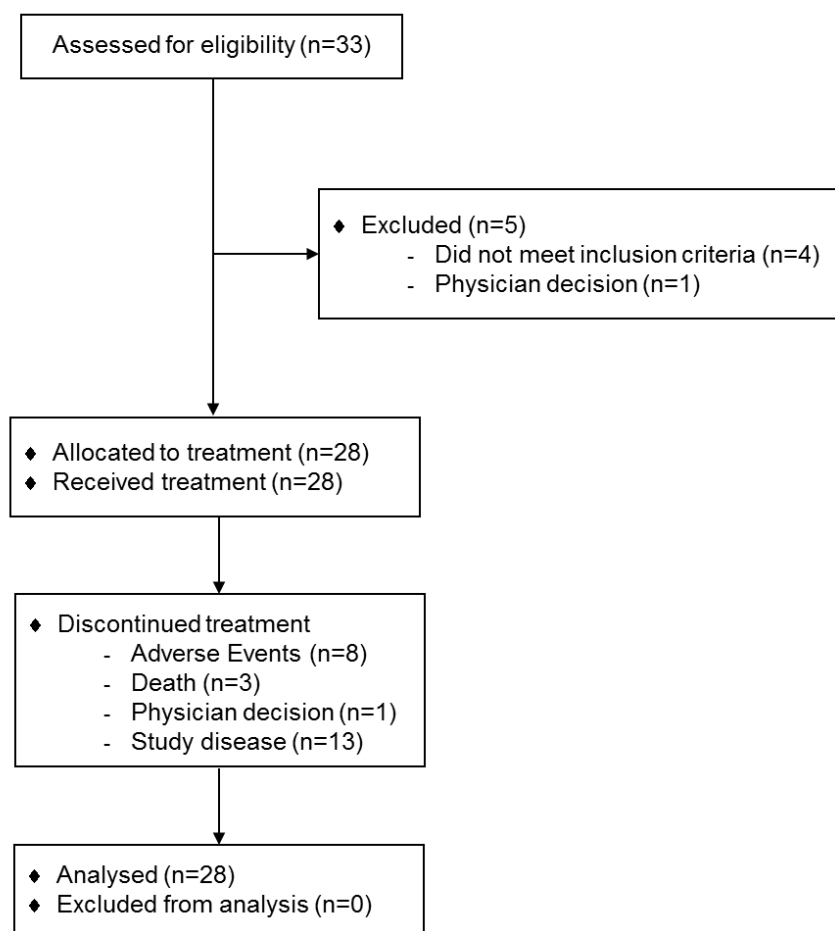 Assessed for eligibility (n=33)
♦ Excluded (n=5)
- Did not meet inclusion criteria (n=4)
- Physician decision (n=1)
♦ Allocated to treatment (n=28)
♦ Received treatment (n=28)
♦ Discontinued treatment
- Adverse Events (n=8)
- Death (n=3)
- Physician decision (n=1)
- Study disease (n=13)
♦ Analysed (n=28)
♦ Excluded from analysis (n=0)